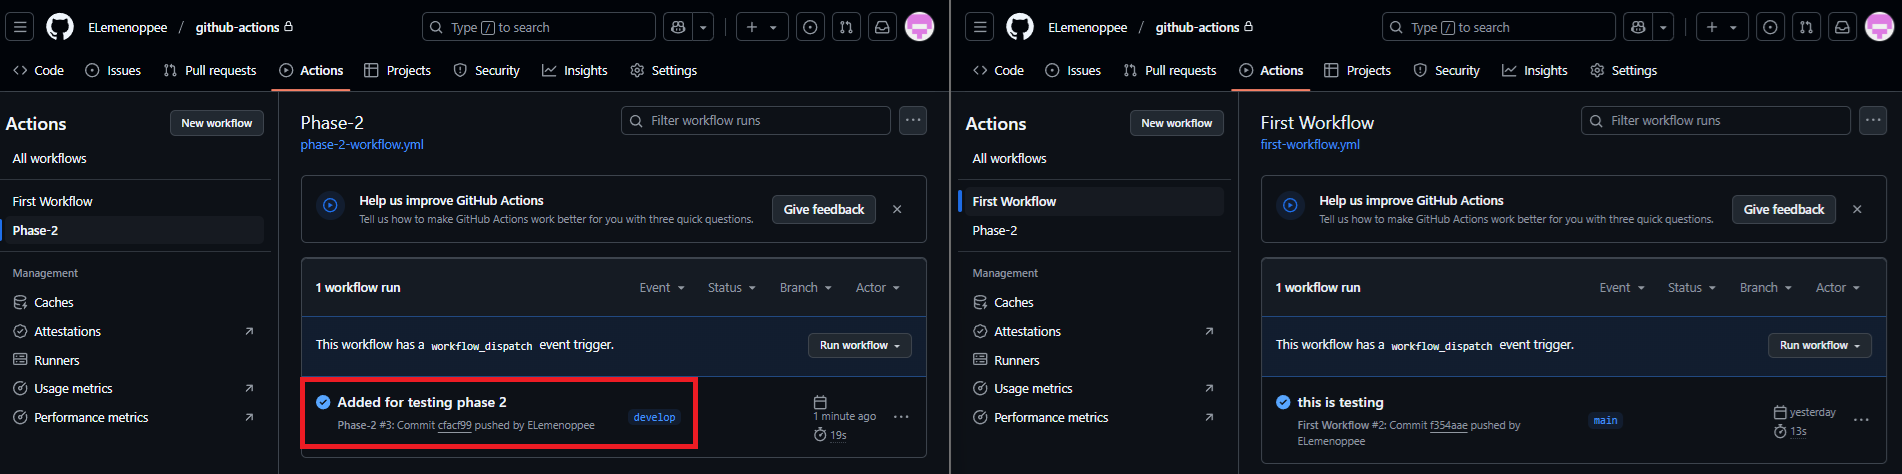 ELemenoppee / github-actions
Type / to search
Code Issues Pull requests Actions Projects Security Insights Settings
Actions
New workflow
All workflows
First Workflow
Phase-2
Management
Caches
Attestations
Runners
Usage metrics
Performance metrics
Phase-2
phase-2-workflow.yml
Filter workflow runs
Help us improve GitHub Actions
Tell us how to make GitHub Actions work better for you with three quick questions.
Give feedback
1 workflow run
Event Status Branch Actor
This workflow has a workflow_dispatch event trigger.
Run workflow
Added for testing phase 2
Phase-2 #3: Commit cfacf99 pushed by ELemenoppee
develop
1 minute ago
19s
ELemenoppee / github-actions
Type / to search
Code Issues Pull requests Actions Projects Security Insights Settings
Actions
New workflow
All workflows
First Workflow
Phase-2
Management
Caches
Attestations
Runners
Usage metrics
Performance metrics
First Workflow
first-workflow.yml
Filter workflow runs
Help us improve GitHub Actions
Tell us how to make GitHub Actions work better for you with three quick questions.
Give feedback
1 workflow run
Event Status Branch Actor
This workflow has a workflow_dispatch event trigger.
Run workflow
this is testing
First Workflow #2: Commit f354aae pushed by
ELemenoppee
main
yesterday
13s